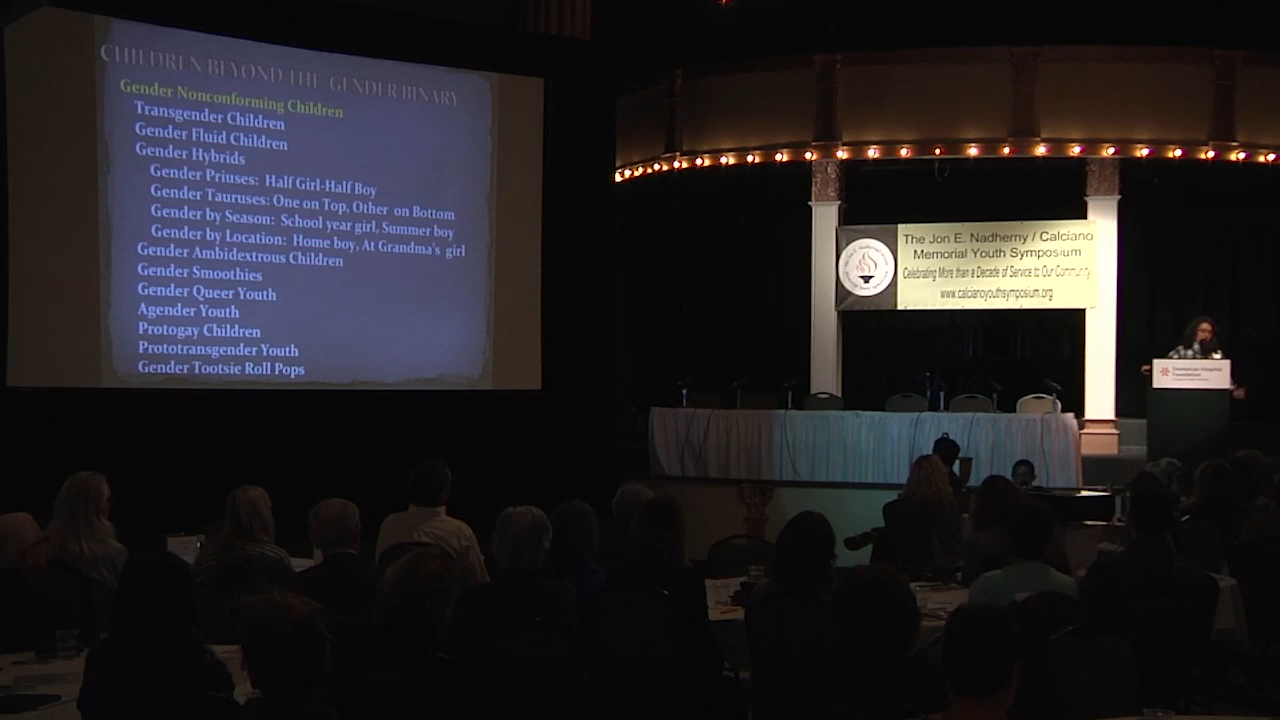 CHILDREN BEYOND THE GENDER BINARY
Gender Nonconforming Children
Transgender Children
Gender Fluid Children
Gender Hybrids
Gender Priuses: Half Girl-Half Boy
Gender Tauruses: One on Top, Other on Bottom
Gender by Season: School year girl, Summer boy
Gender by Location: Home boy, At Grandma's girl
Gender Ambidextrous Children
Gender Smoothies
Gender Queer Youth
Agender Youth
Protogay Children
Prototransgender Youth
Gender Tootsie Roll Pops
The Jon E. Nadherny / Calciano
Memorial Youth Symposium
Celebrating More than a Decade of Service to Our Community
www.calcianoyouthsymposium.org
Dominican Hospital
Foundation